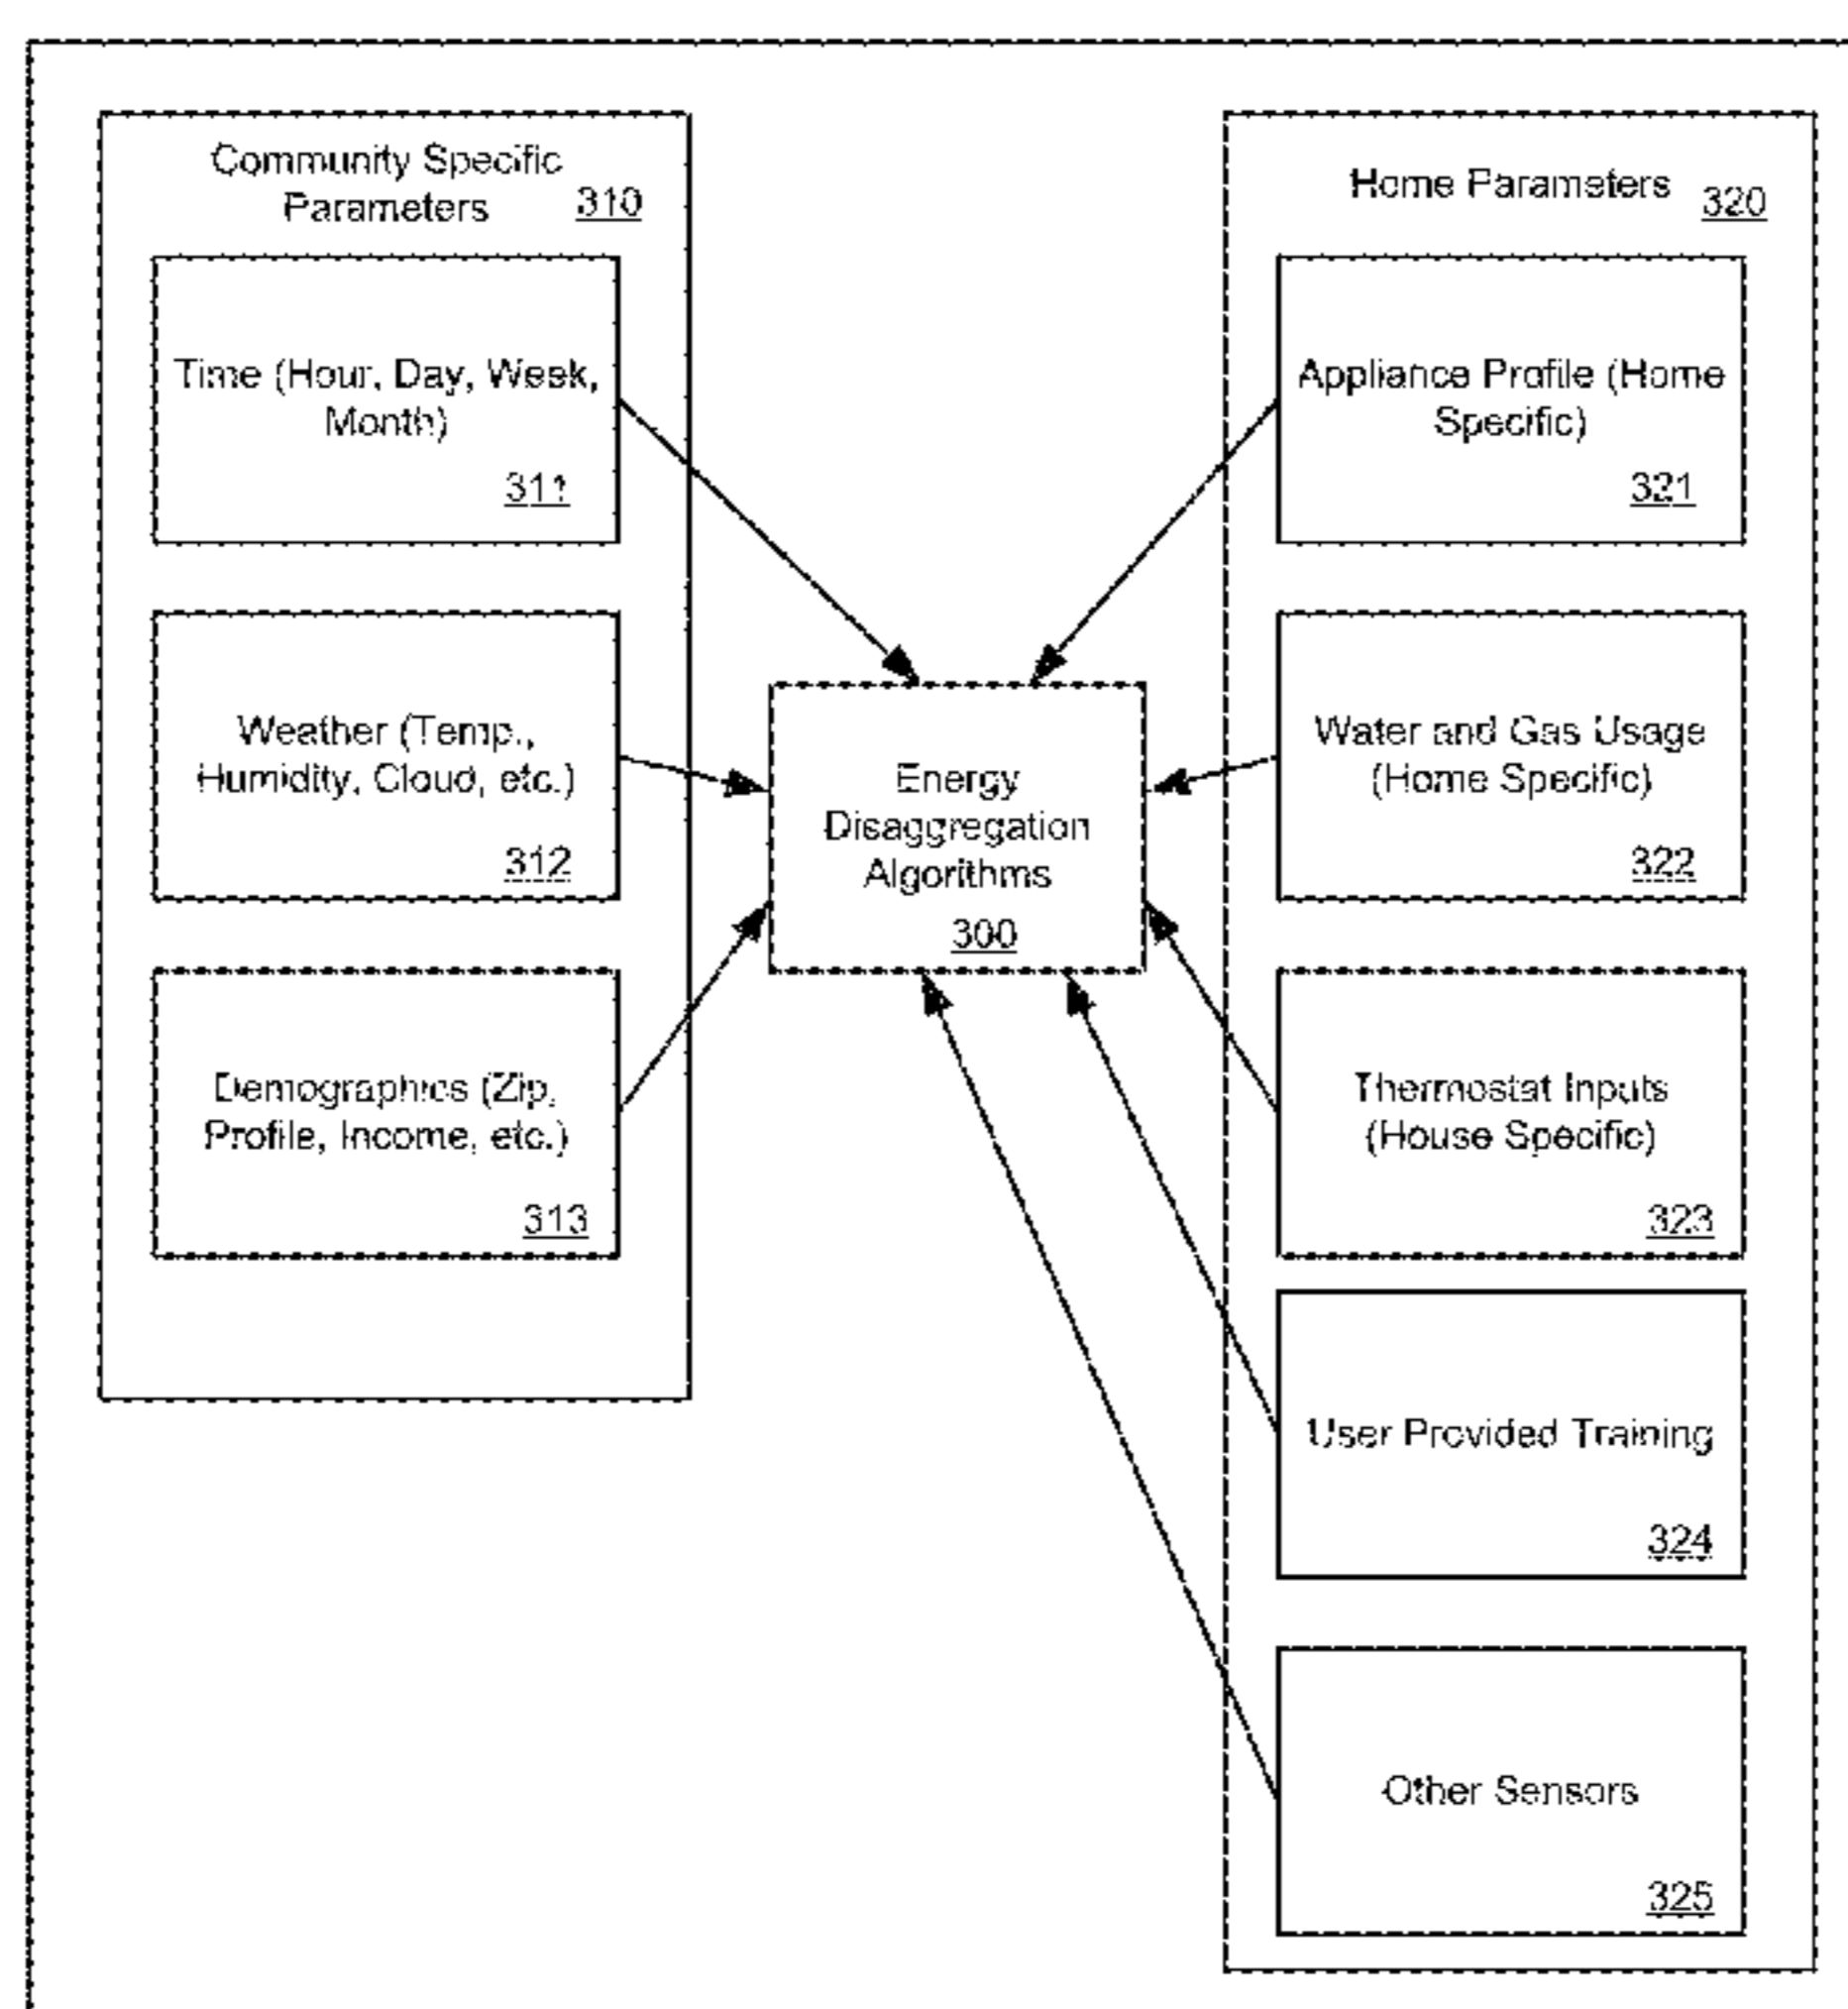 Community Specific
Parameters 310
Time (Hour, Day, Week,
Month)
311
Weather (Temp.,
Humidity, Cloud, etc.)
312
Demographics (Zip,
Profile, Income, etc.)
313
Energy
Disaggregation
Algorithms
300
Home Parameters 320
Appliance Profile (Home
Specific)
321
Water and Gas Usage
(Home Specific)
322
Thermostat Inputs
(House Specific)
323
User Provided Training
324
Other Sensors
325